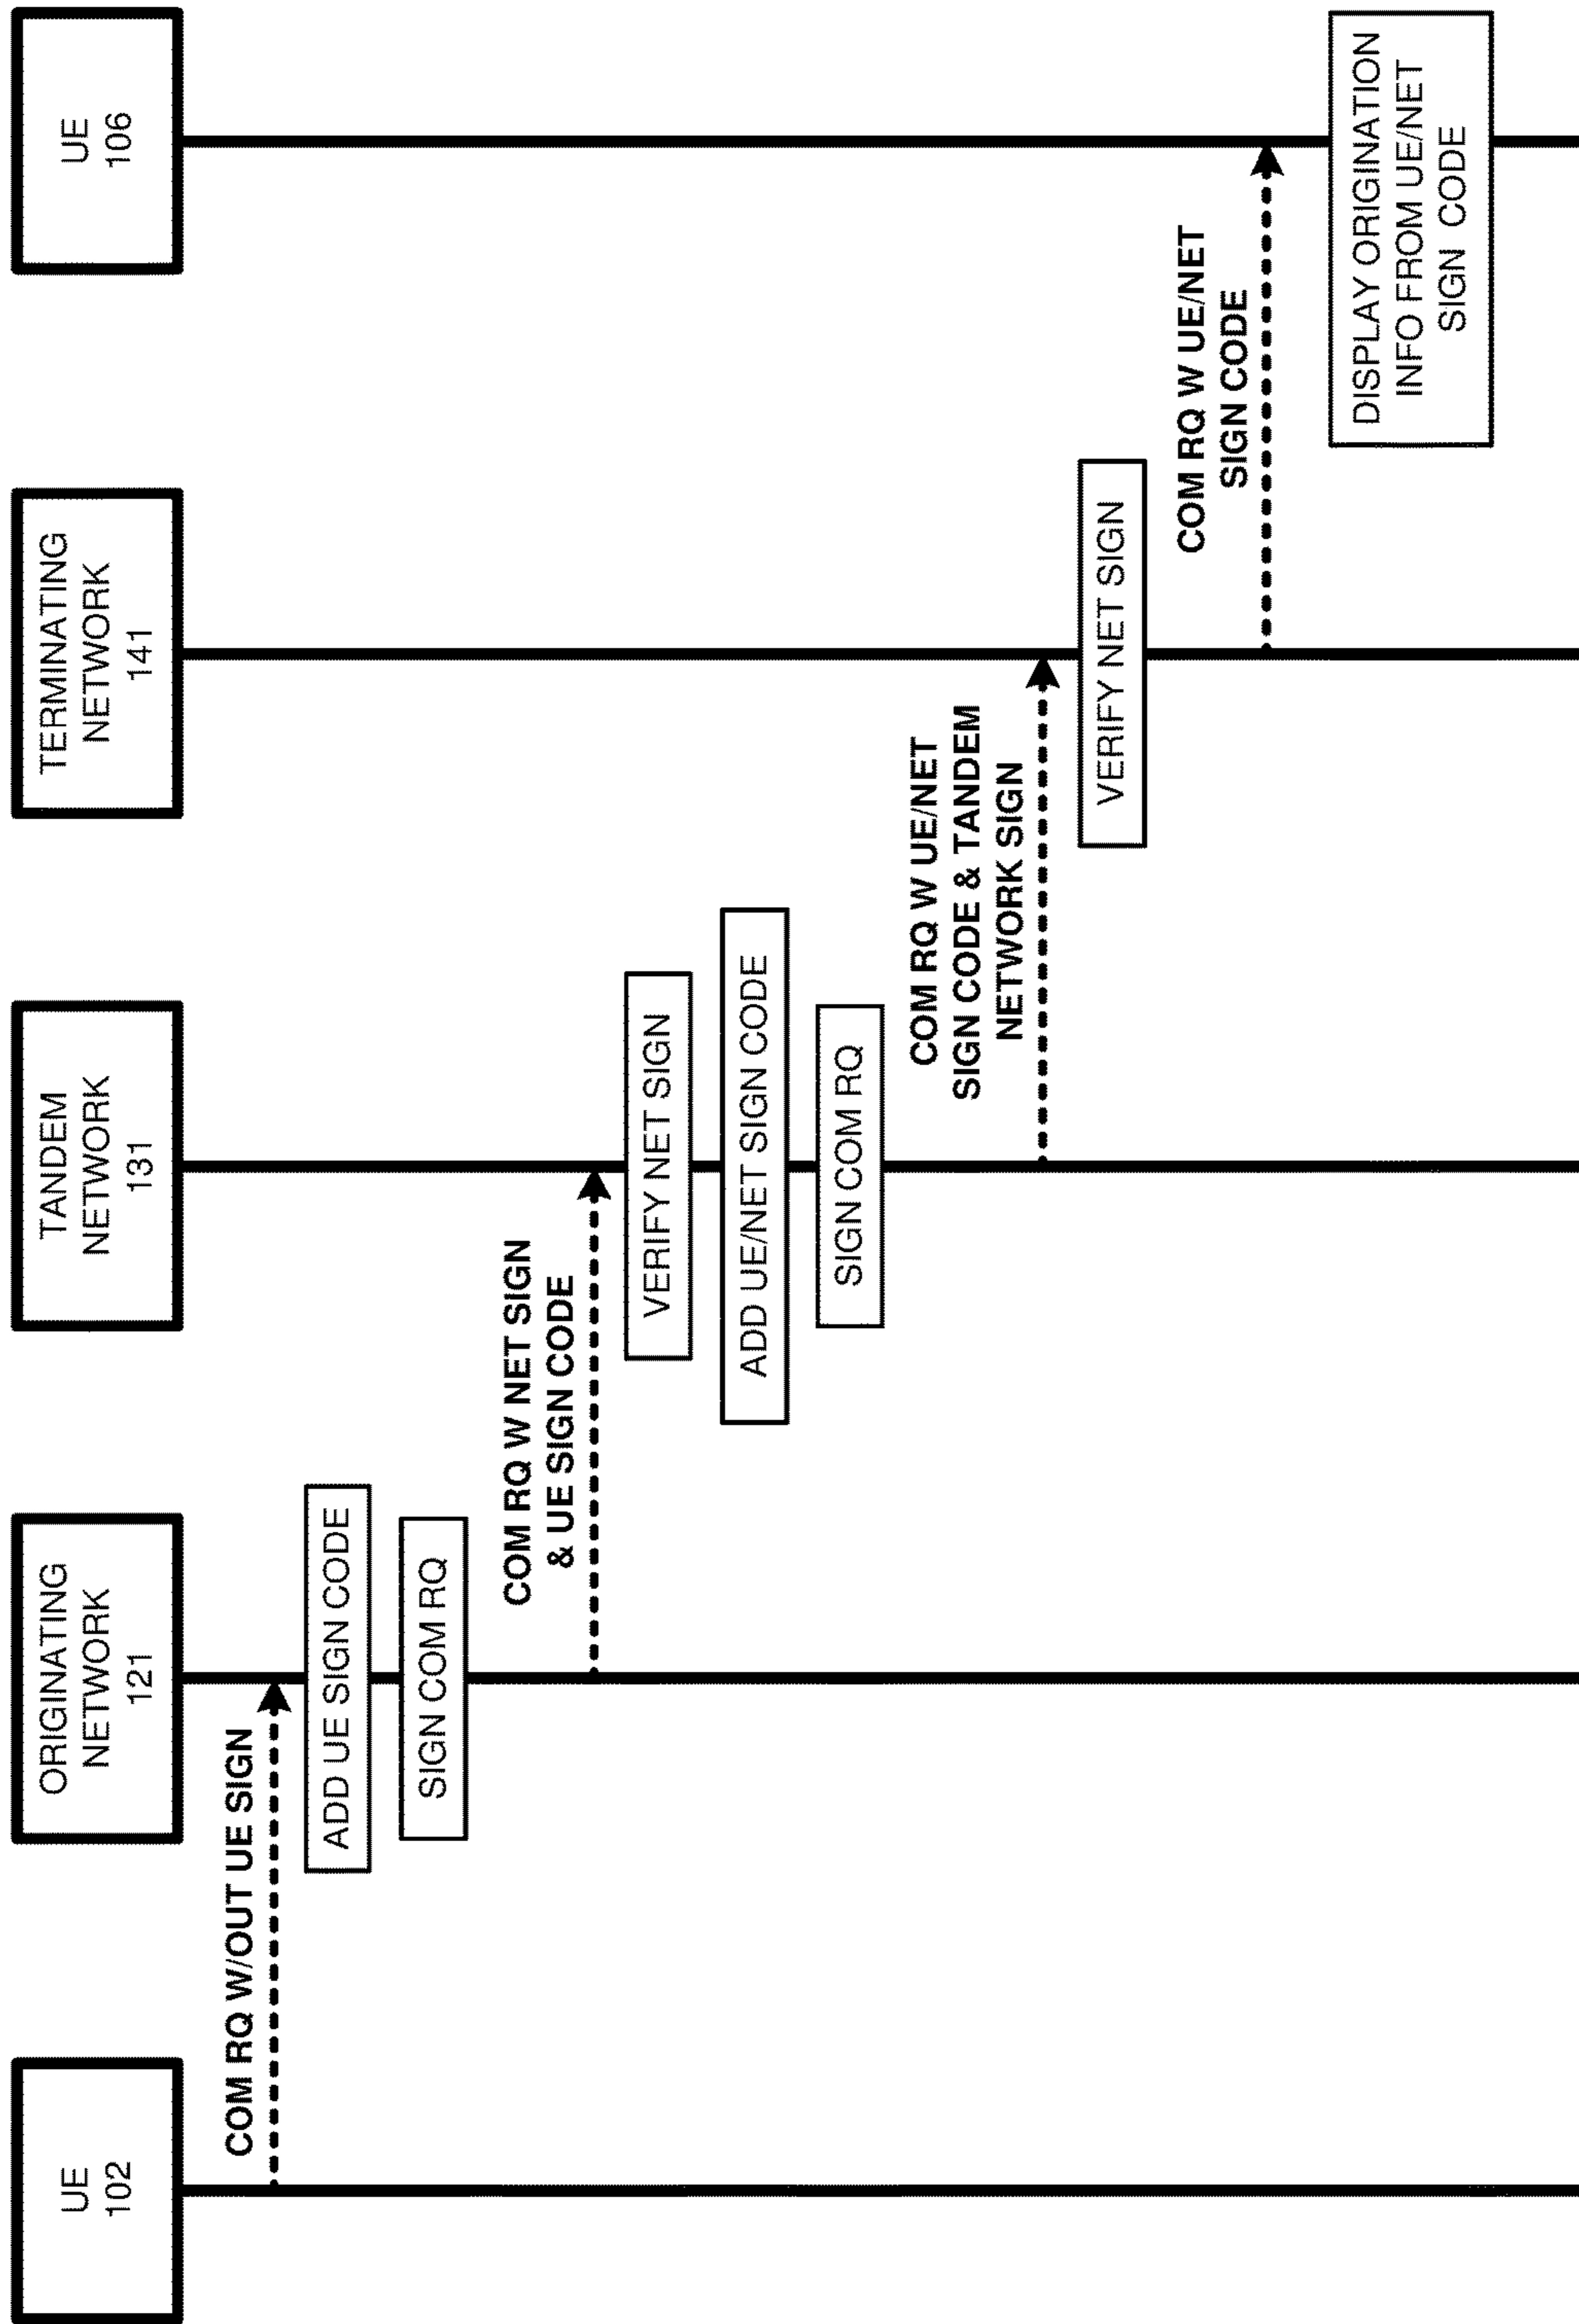 UE
102
ORIGINATING
NETWORK
121
TANDEM
NETWORK
131
TERMINATING
NETWORK
141
UE
106
COM RQ W/OUT UE SIGN
ADD UE SIGN CODE
SIGN COM RQ
COM RQ W NET SIGN
& UE SIGN CODE
VERIFY NET SIGN
ADD UE/NET SIGN CODE
SIGN COM RQ
COM RQ W UE/NET
SIGN CODE & TANDEM
NETWORK SIGN
VERIFY NET SIGN
COM RQ W UE/NET
SIGN CODE
DISPLAY ORIGINATION
INFO FROM UE/NET
SIGN CODE